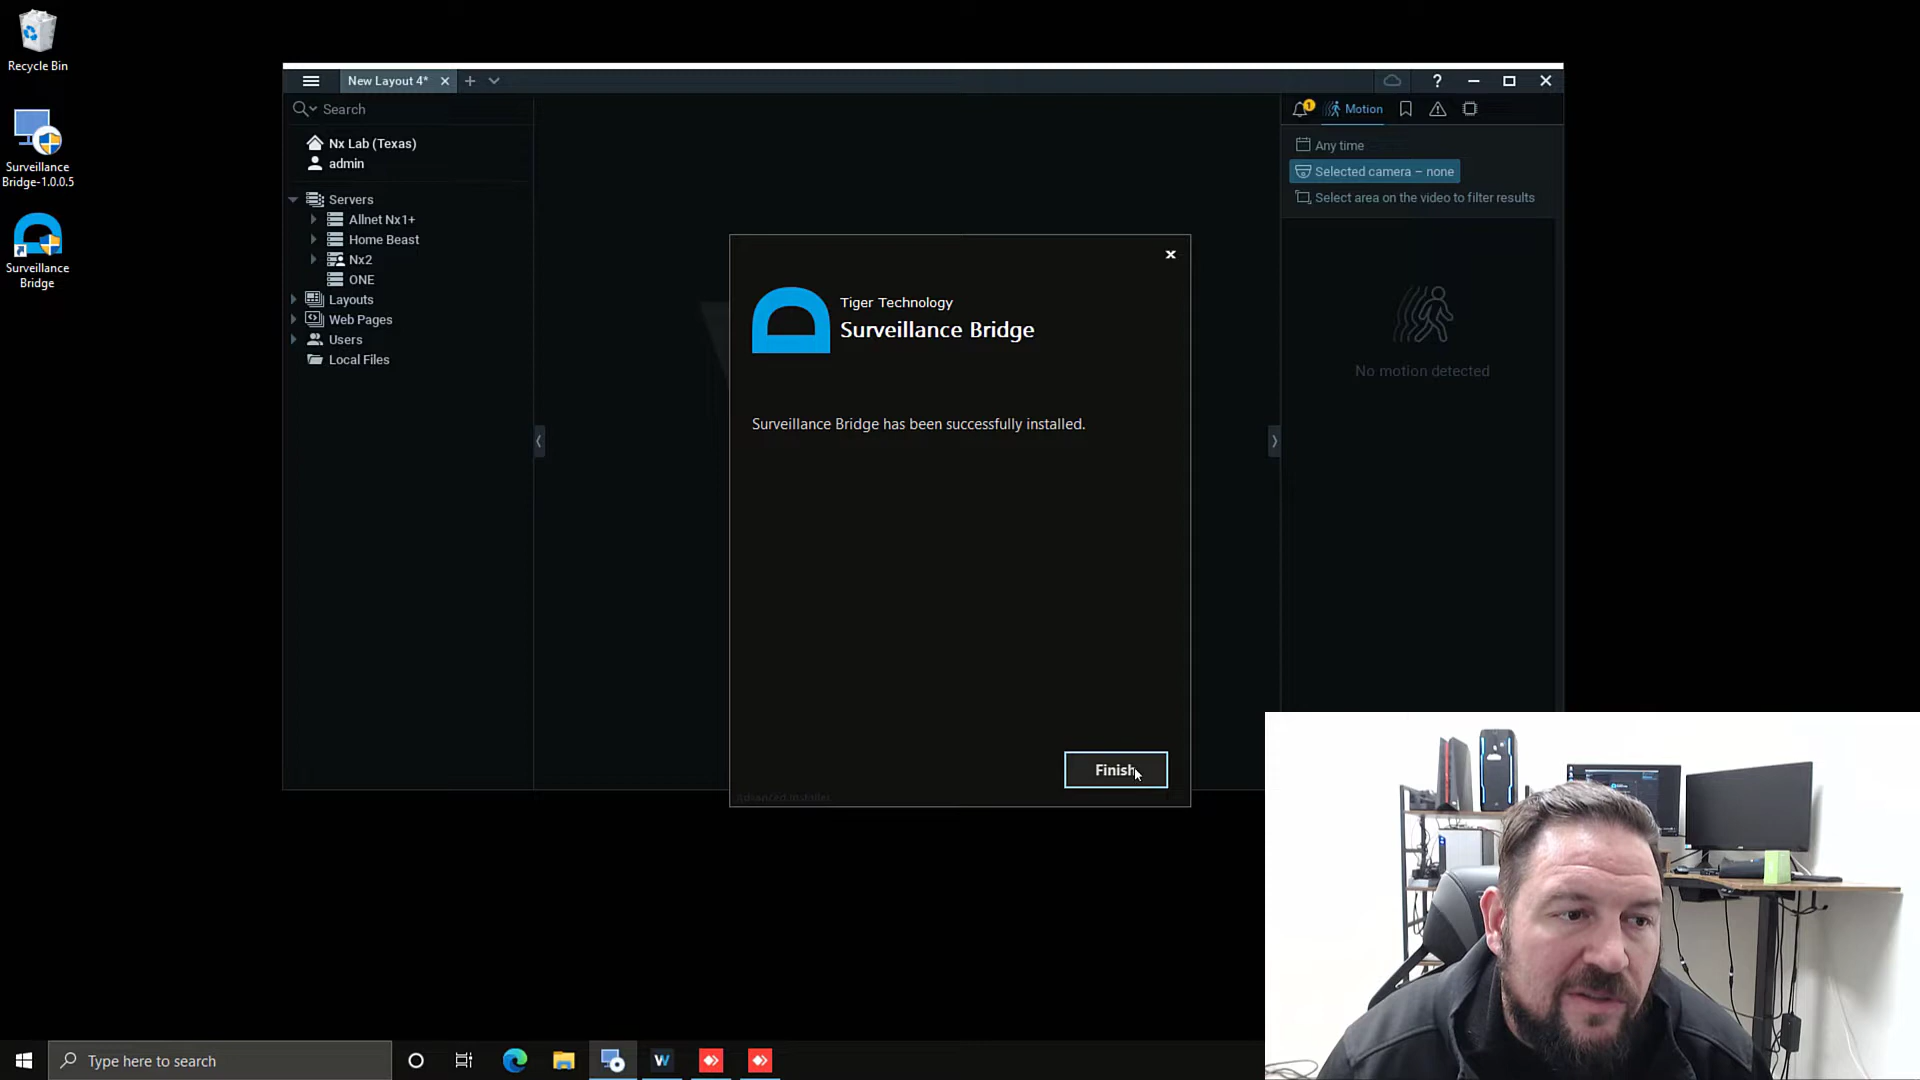 Recycle Bin
Surveillance
Bridge-1.0.0.5
Surveillance
Bridge
New Layout 4*
Search
Nx Lab (Texas)
admin
Servers
Allnet Nx1+
Home Beast
Nx2
ONE
Layouts
Web Pages
Users
Local Files
1
Motion
Any time
Selected camera – none
Select area on the video to filter results
No motion detected
Tiger Technology
Surveillance Bridge
Surveillance Bridge has been successfully installed.
Finish
Advanced Installer
Type here to search
W